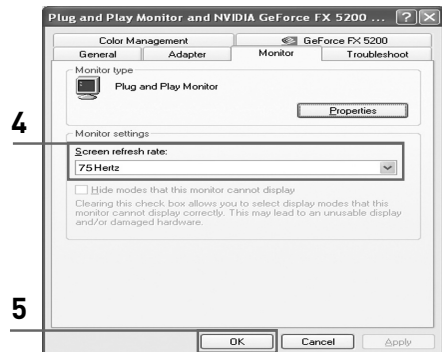 Plug and Play Monitor and NVIDIA GeForce FX 5200 ...
Color Management
GeForce FX 5200
General
Adapter
Monitor
Troubleshoot
Monitor type
Plug and Play Monitor
Properties
4
Monitor settings
Screen refresh rate:
75 Hertz
Hide modes that this monitor cannot display
Clearing this check box allows you to select display modes that this
monitor cannot display correctly. This may lead to an unusable display
and/or damaged hardware.
5
OK
Cancel
Apply